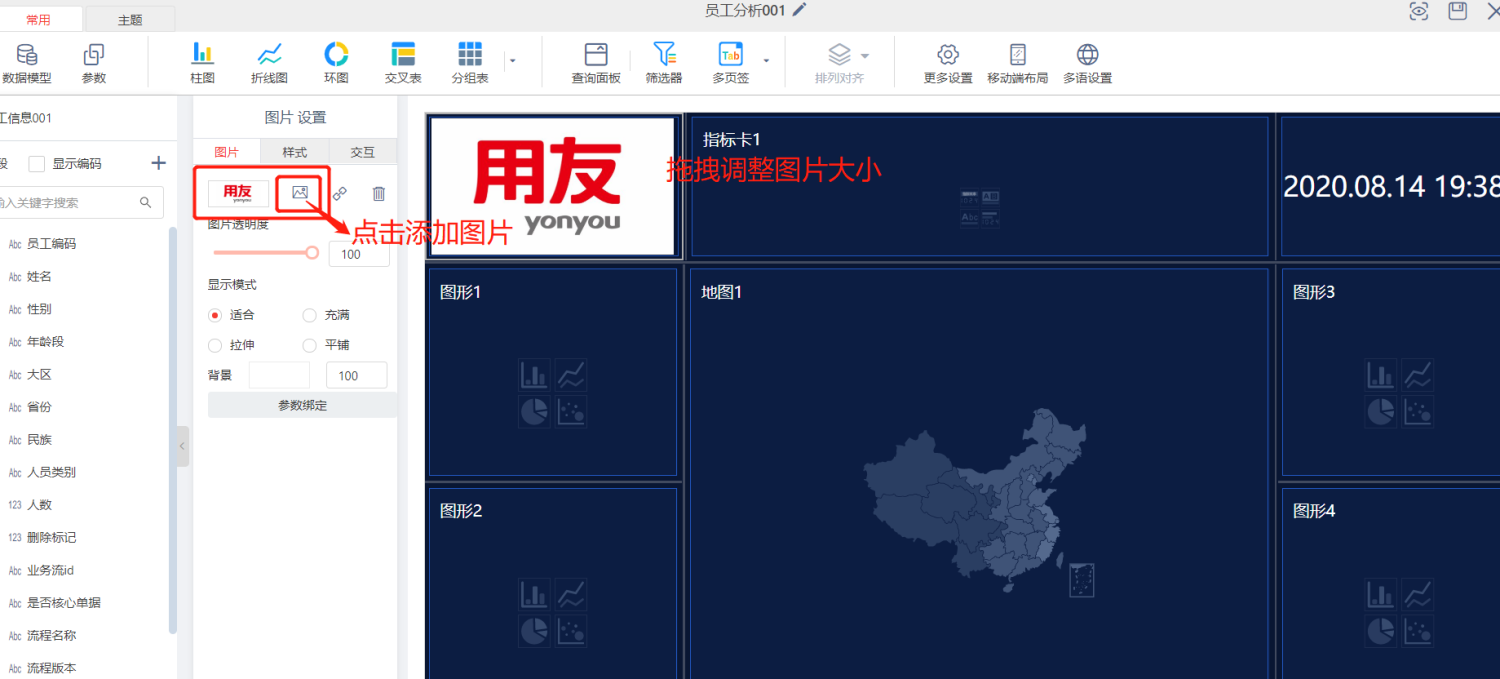 常用 主题
员工分析001
数据模型 参数 柱图 折线图 环图 交叉表 分组表 查询面板 筛选器 多页签 排列对齐 更多设置 移动端布局 多语设置
工信息001
段 显示编码
输入关键字搜索
Abc 员工编码
Abc 姓名
Abc 性别
Abc 年龄段
Abc 大区
Abc 省份
Abc 民族
Abc 人员类别
123 人数
123 删除标记
Abc 业务流id
Abc 是否核心单据
Abc 流程名称
Abc 流程版本
图片 设置
图片 样式 交互
用友
yonyou
点击添加图片
图片透明度
100
显示模式
适合 充满
拉伸 平铺
背景 100
参数绑定
用友
yonyou
指标卡1
拖拽调整图片大小
2020.08.14 19:38
图形1
地图1
图形3
图形2
图形4